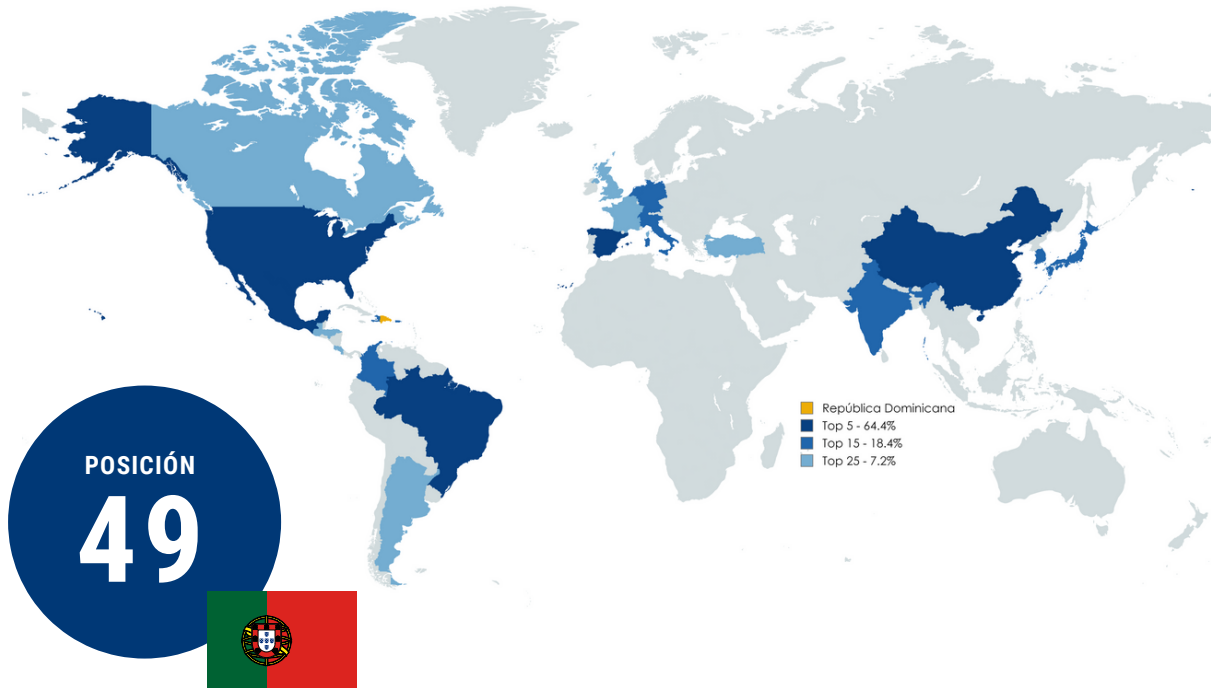 República Dominicana
Top 5 - 64.4%
Top 15 - 18.4%
Top 25 - 7.2%
POSICIÓN
49